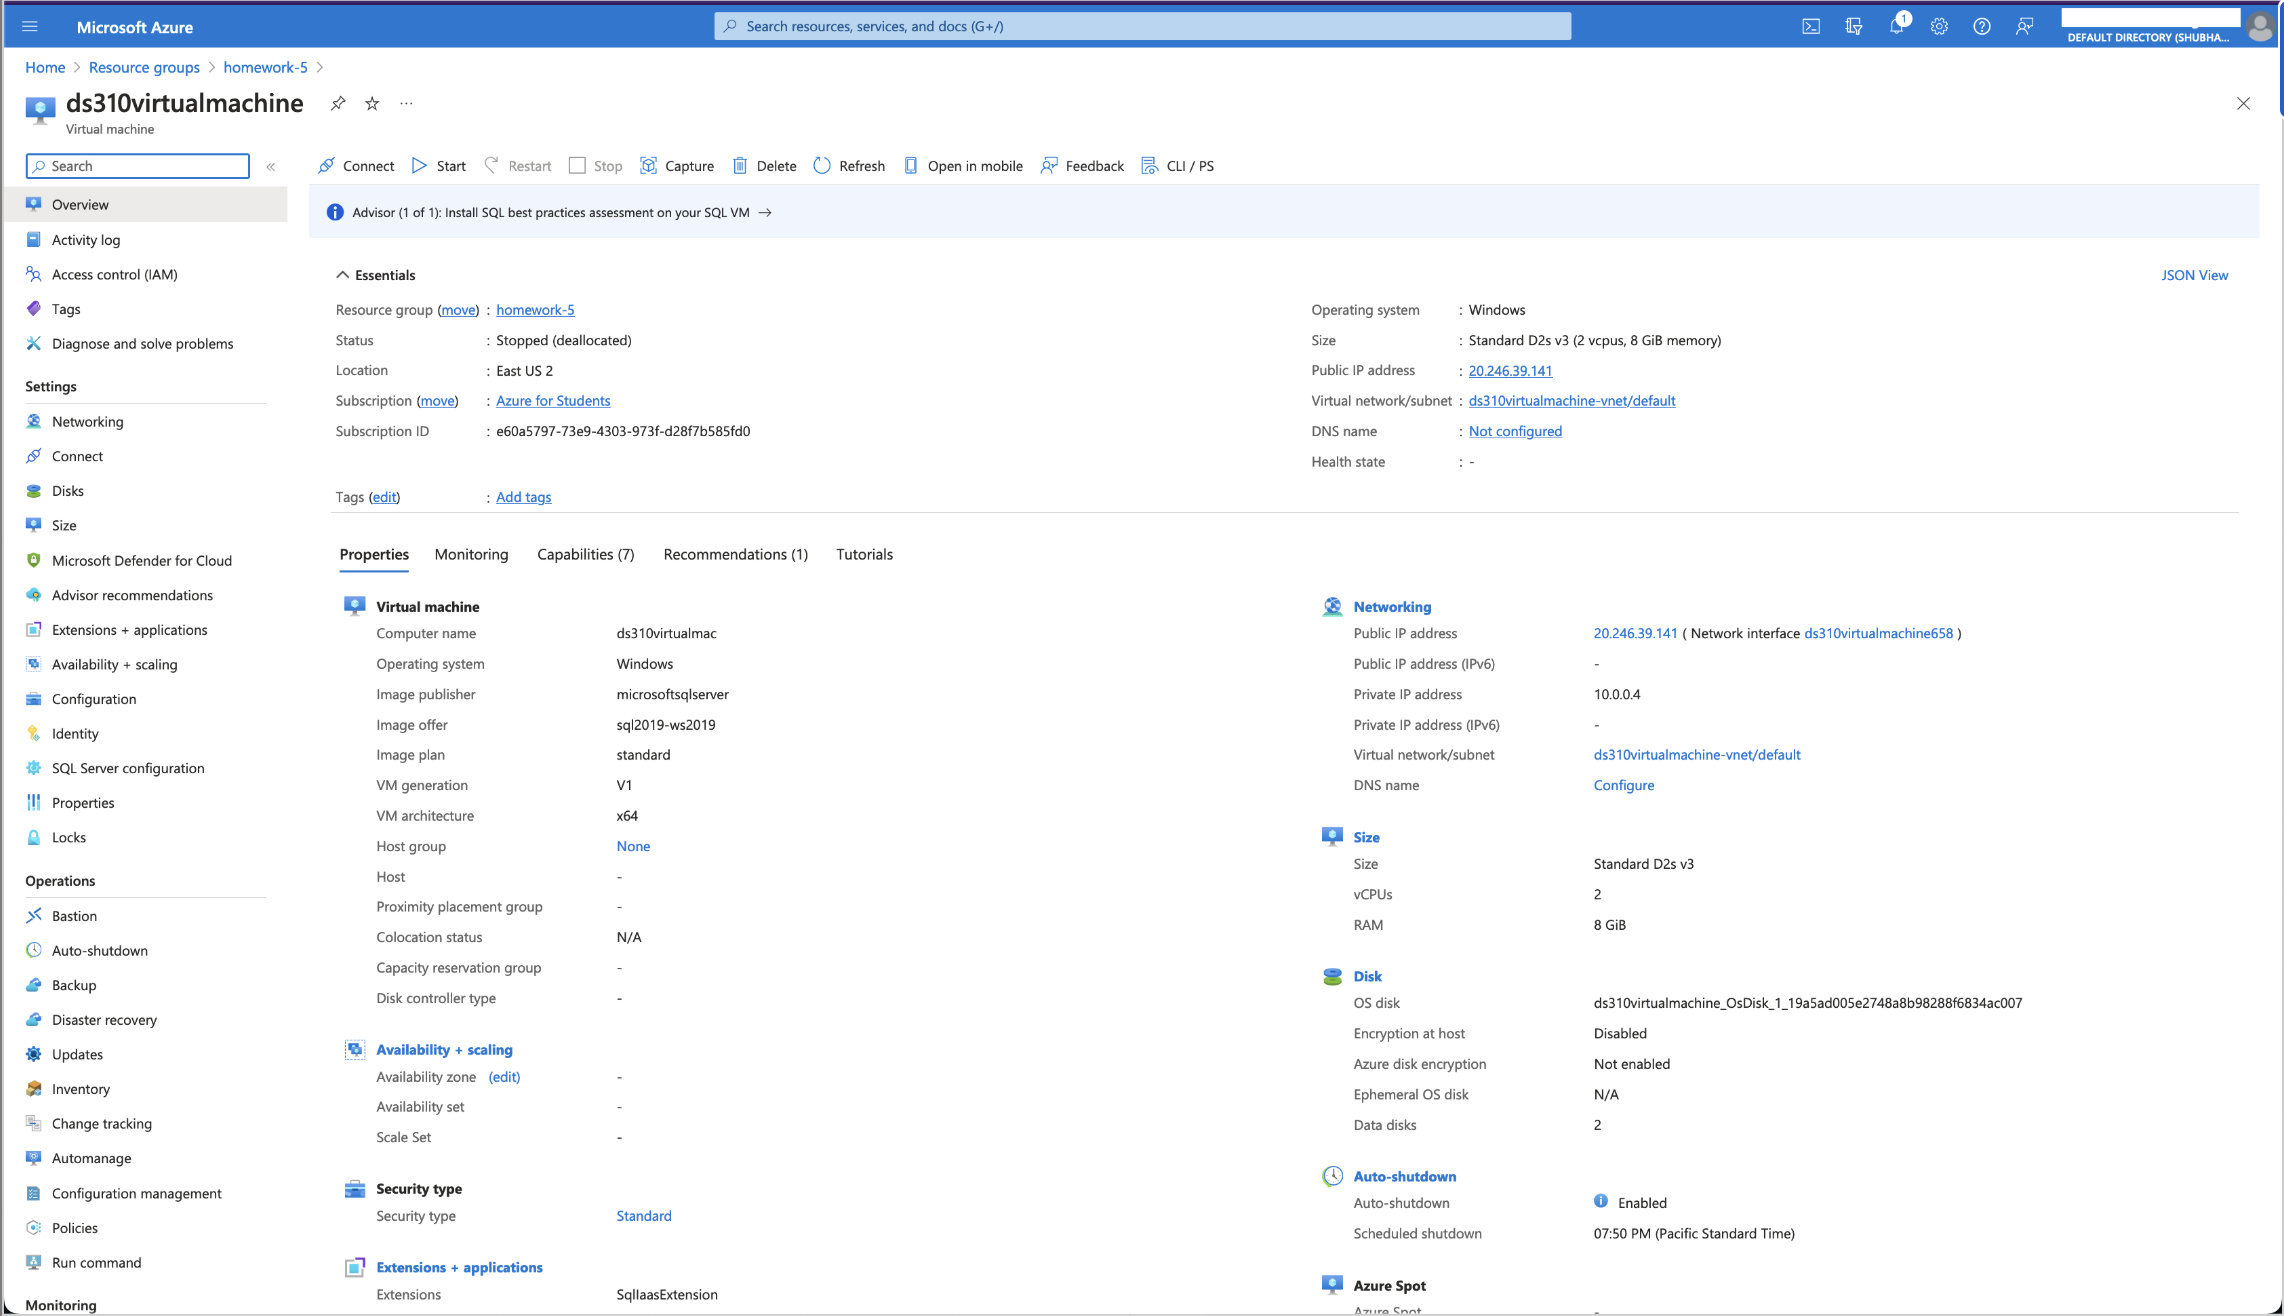 Microsoft Azure
Search resources, services, and docs (G+/)
1
DEFAULT DIRECTORY (SHUBHA...
Home > Resource groups > homework-5 >
ds310virtualmachine
Virtual machine
Search
Connect Start Restart Stop Capture Delete Refresh Open in mobile Feedback CLI / PS
Advisor (1 of 1): Install SQL best practices assessment on your SQL VM →
Overview
Activity log
Access control (IAM)
Tags
Diagnose and solve problems
Settings
Networking
Connect
Disks
Size
Microsoft Defender for Cloud
Advisor recommendations
Extensions + applications
Availability + scaling
Configuration
Identity
SQL Server configuration
Properties
Locks
Operations
Bastion
Auto-shutdown
Backup
Disaster recovery
Updates
Inventory
Change tracking
Automanage
Configuration management
Policies
Run command
Monitoring
Essentials
JSON View
Resource group (move) : homework-5
Status : Stopped (deallocated)
Location : East US 2
Subscription (move) : Azure for Students
Subscription ID : e60a5797-73e9-4303-973f-d28f7b585fd0
Tags (edit) : Add tags
Operating system : Windows
Size : Standard D2s v3 (2 vcpus, 8 GiB memory)
Public IP address : 20.246.39.141
Virtual network/subnet : ds310virtualmachine-vnet/default
DNS name : Not configured
Health state : -
Properties Monitoring Capabilities (7) Recommendations (1) Tutorials
Virtual machine
Computer name ds310virtualmac
Operating system Windows
Image publisher microsoftsqlserver
Image offer sql2019-ws2019
Image plan standard
VM generation V1
VM architecture x64
Host group None
Host -
Proximity placement group -
Colocation status N/A
Capacity reservation group -
Disk controller type -
Availability + scaling
Availability zone (edit) -
Availability set -
Scale Set -
Security type
Security type Standard
Extensions + applications
Extensions SqlIaasExtension
Networking
Public IP address 20.246.39.141 ( Network interface ds310virtualmachine658 )
Public IP address (IPv6) -
Private IP address 10.0.0.4
Private IP address (IPv6) -
Virtual network/subnet ds310virtualmachine-vnet/default
DNS name Configure
Size
Size Standard D2s v3
vCPUs 2
RAM 8 GiB
Disk
OS disk ds310virtualmachine_OsDisk_1_19a5ad005e2748a8b98288f6834ac007
Encryption at host Disabled
Azure disk encryption Not enabled
Ephemeral OS disk N/A
Data disks 2
Auto-shutdown
Auto-shutdown Enabled
Scheduled shutdown 07:50 PM (Pacific Standard Time)
Azure Spot
Azure Spot -